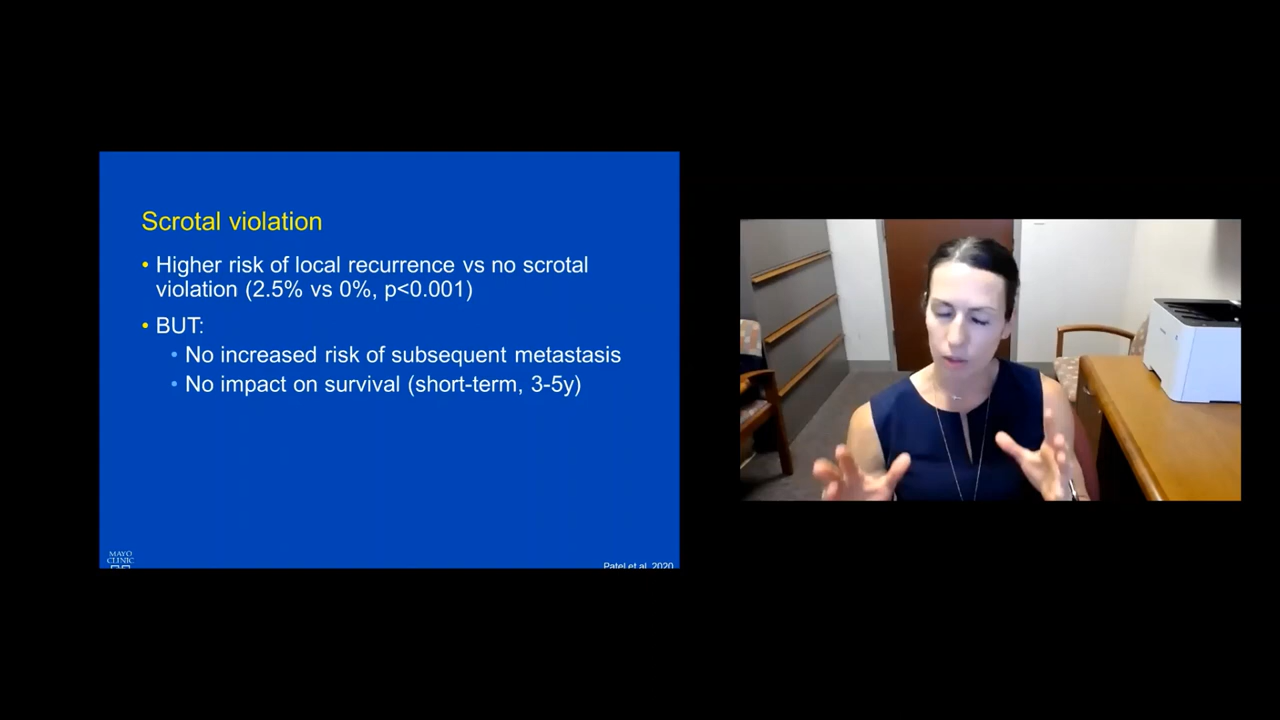 Scrotal violation
• Higher risk of local recurrence vs no scrotal
violation (2.5% vs 0%, p<0.001)
• BUT:
• No increased risk of subsequent metastasis
• No impact on survival (short-term, 3-5y)
MAYO
CLINIC
Patel et al. 2020